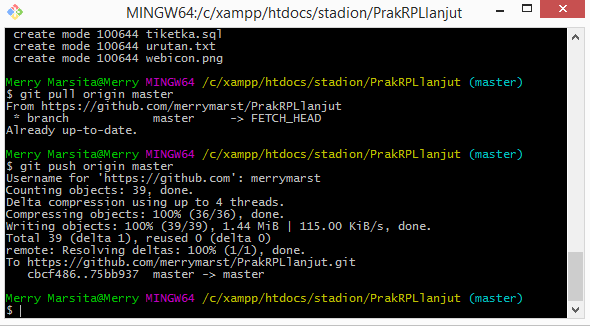 MINGW64:/c/xampp/htdocs/stadion/PrakRPLlanjut
create mode 100644 tiketka.sql
create mode 100644 urutan.txt
create mode 100644 webicon.png
Merry Marsita@Merry MINGW64 /c/xampp/htdocs/stadion/PrakRPLlanjut (master)
$ git pull origin master
From https://github.com/merrymarst/PrakRPLlanjut
* branch            master     -> FETCH_HEAD
Already up-to-date.
Merry Marsita@Merry MINGW64 /c/xampp/htdocs/stadion/PrakRPLlanjut (master)
$ git push origin master
Username for 'https://github.com': merrymarst
Counting objects: 39, done.
Delta compression using up to 4 threads.
Compressing objects: 100% (36/36), done.
Writing objects: 100% (39/39), 1.44 MiB | 115.00 KiB/s, done.
Total 39 (delta 1), reused 0 (delta 0)
remote: Resolving deltas: 100% (1/1), done.
To https://github.com/merrymarst/PrakRPLlanjut.git
cbcf486..75bb937  master -> master
Merry Marsita@Merry MINGW64 /c/xampp/htdocs/stadion/PrakRPLlanjut (master)
$